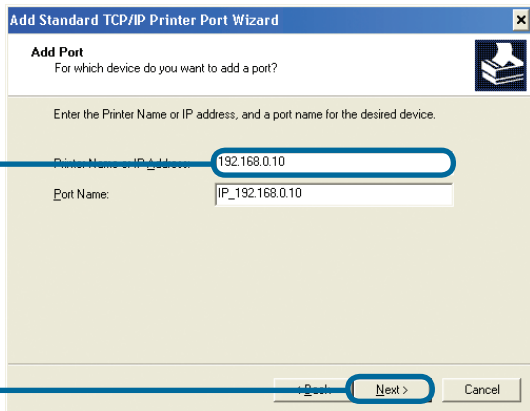 Add Standard TCP/IP Printer Port Wizard
Add Port
For which device do you want to add a port?
Enter the Printer Name or IP address, and a port name for the desired device.
Printer Name or IP Address: 192.168.0.10
Port Name: IP_192.168.0.10
< Back Next > Cancel